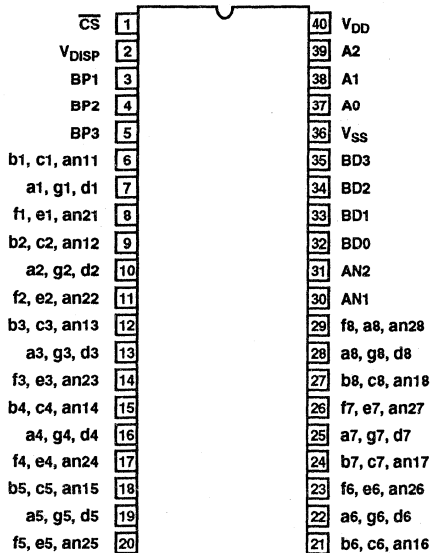 C̅S̅ 1 40 VDD
VDISP 2 39 A2
BP1 3 38 A1
BP2 4 37 A0
BP3 5 36 VSS
b1, c1, an11 6 35 BD3
a1, g1, d1 7 34 BD2
f1, e1, an21 8 33 BD1
b2, c2, an12 9 32 BD0
a2, g2, d2 10 31 AN2
f2, e2, an22 11 30 AN1
b3, c3, an13 12 29 f8, a8, an28
a3, g3, d3 13 28 a8, g8, d8
f3, e3, an23 14 27 b8, c8, an18
b4, c4, an14 15 26 f7, e7, an27
a4, g4, d4 16 25 a7, g7, d7
f4, e4, an24 17 24 b7, c7, an17
b5, c5, an15 18 23 f6, e6, an26
a5, g5, d5 19 22 a6, g6, d6
f5, e5, an25 20 21 b6, c6, an16